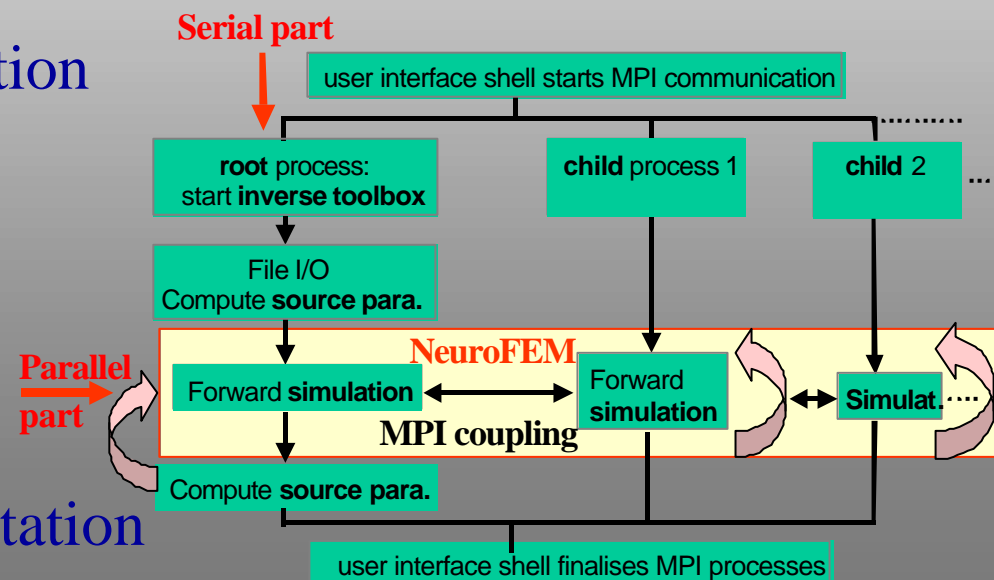 Serial part
tion
user interface shell starts MPI communication
..........
root process:
start inverse toolbox
child process 1
child 2
...
File I/O
Compute source para.
NeuroFEM
Parallel
part
Forward simulation
Forward
simulation
Simulat.....
MPI coupling
Compute source para.
tation
user interface shell finalises MPI processes